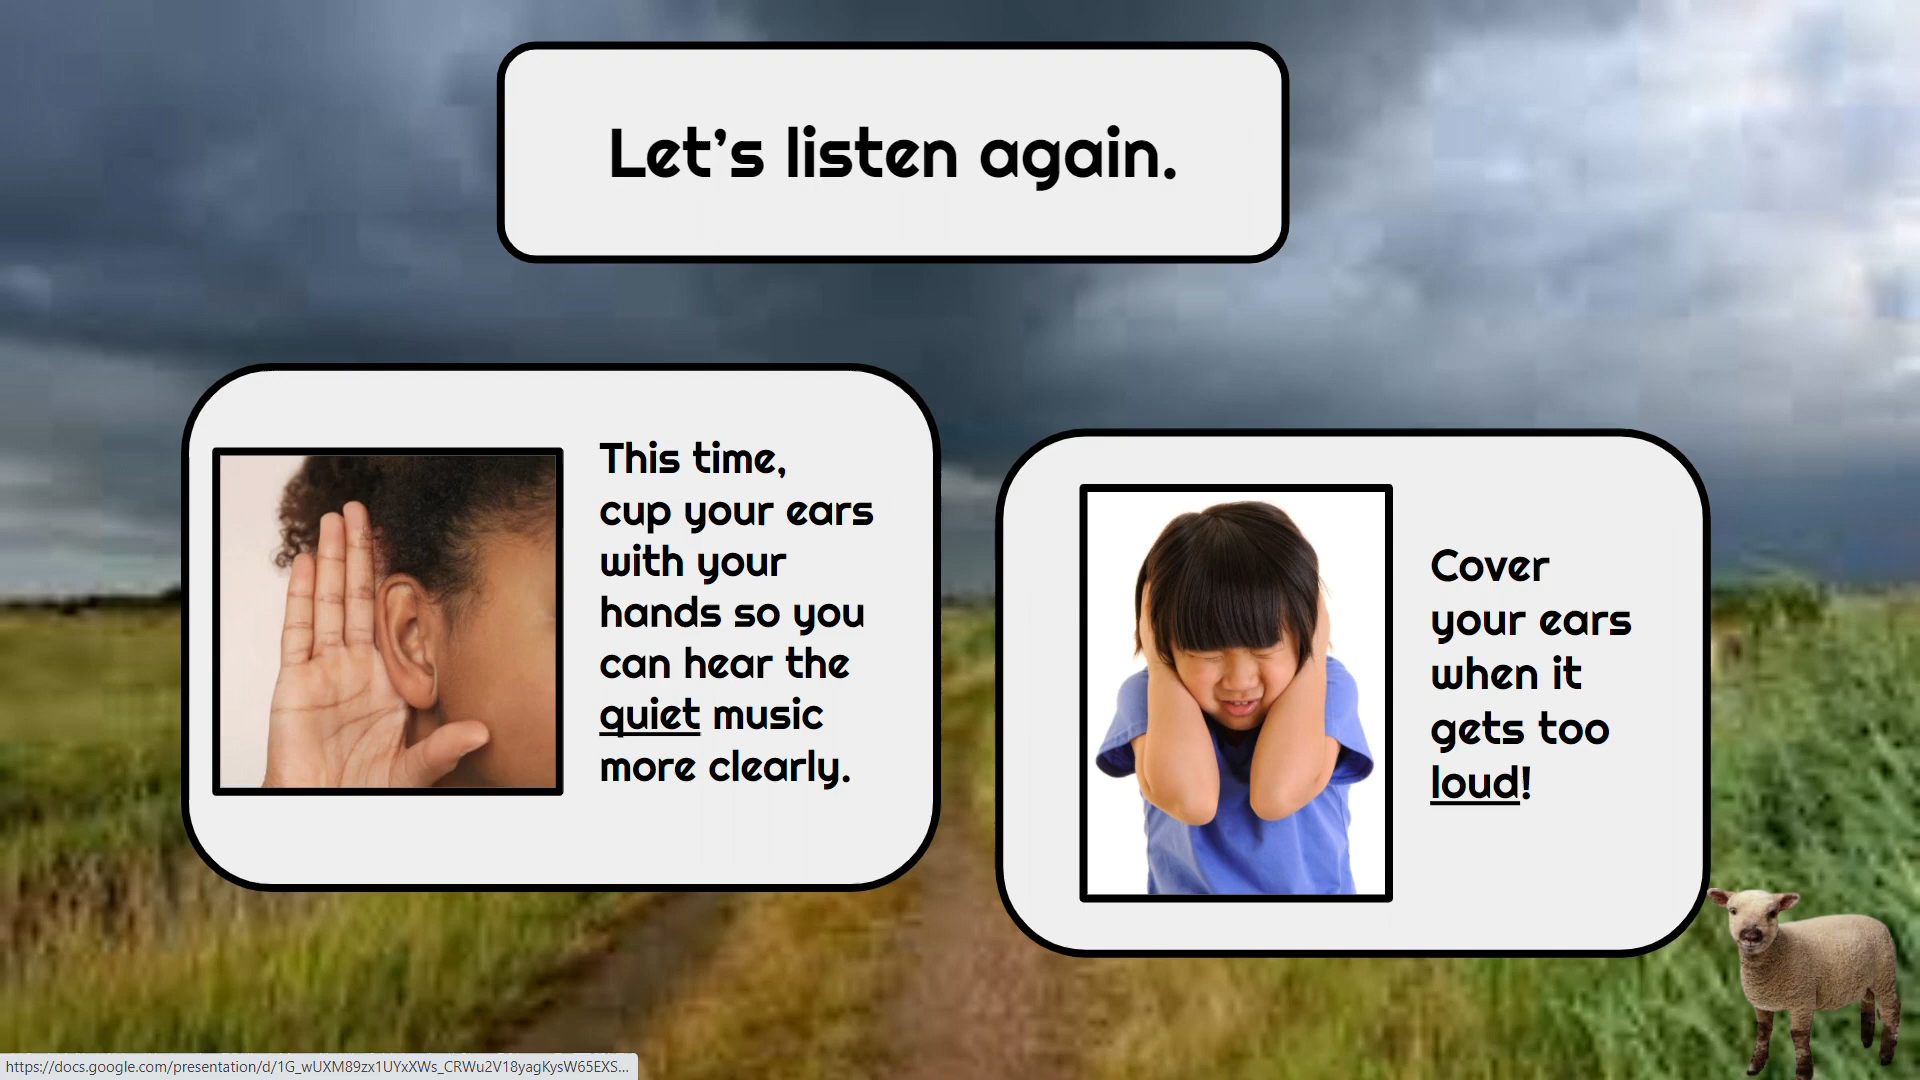 Let’s listen again.
This time,
cup your ears
with your
hands so you
can hear the
quiet music
more clearly.
Cover
your ears
when it
gets too
loud!
https://docs.google.com/presentation/d/1G_wUXM89zx1UYxXWs_CRWu2V18yagKysW65EXS...